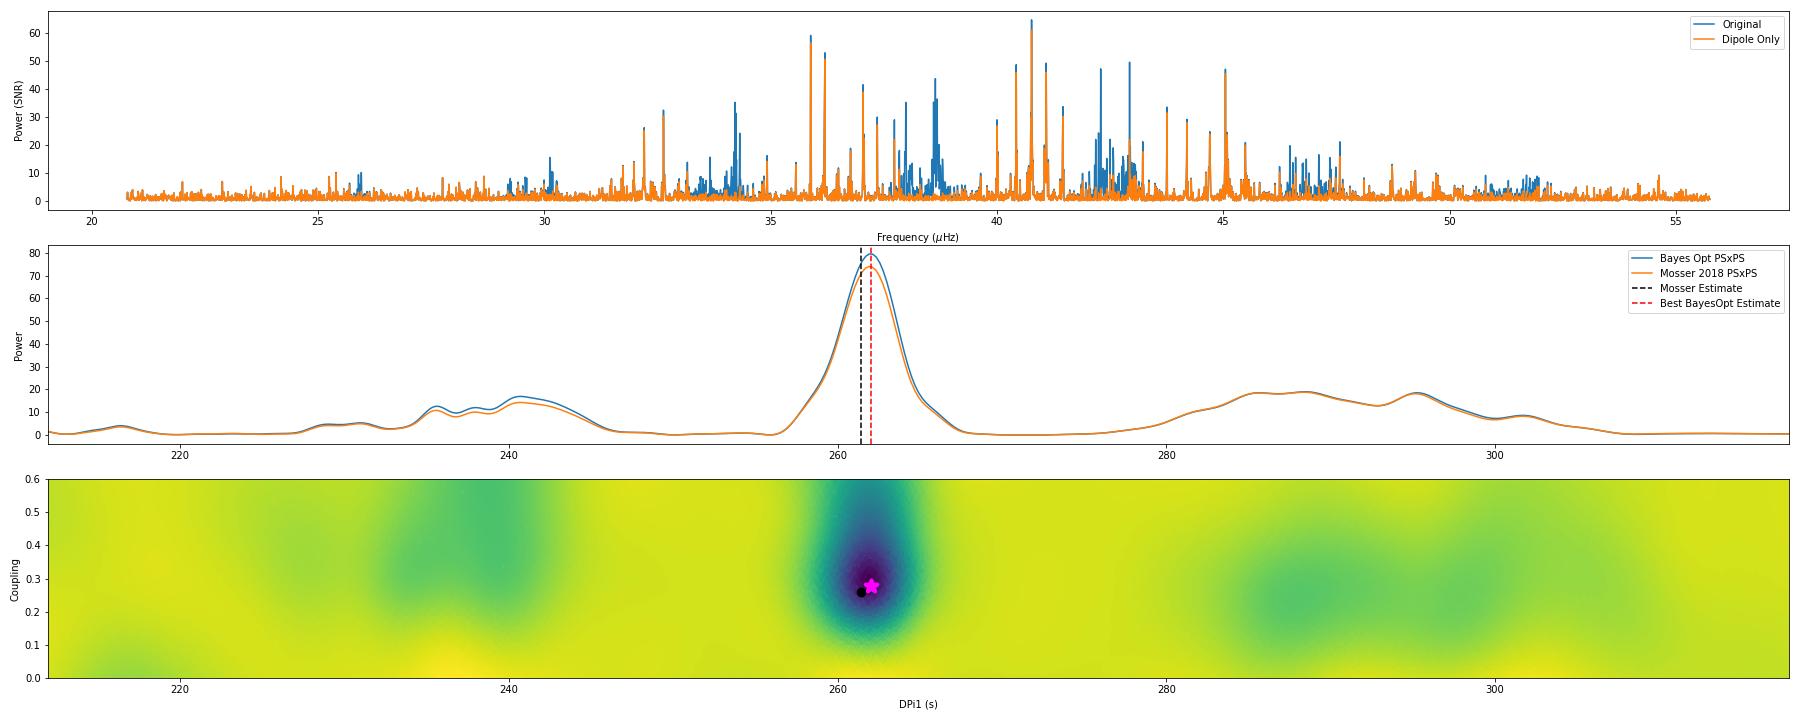 Power (SNR)
60
50
40
30
20
10
0
Original
Dipole Only
20 25 30 35 40 45 50 55
Frequency (μHz)
Power
80
70
60
50
40
30
20
10
0
Bayes Opt PSxPS
Mosser 2018 PSxPS
Mosser Estimate
Best BayesOpt Estimate
220 240 260 280 300
Coupling
0.6
0.5
0.4
0.3
0.2
0.1
0.0
220 240 260 280 300
DPi1 (s)